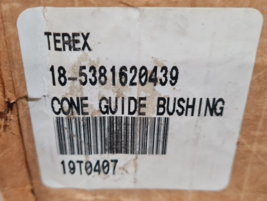 TEREX
18-5381620439
CONE GUIDE BUSHING
19T0407